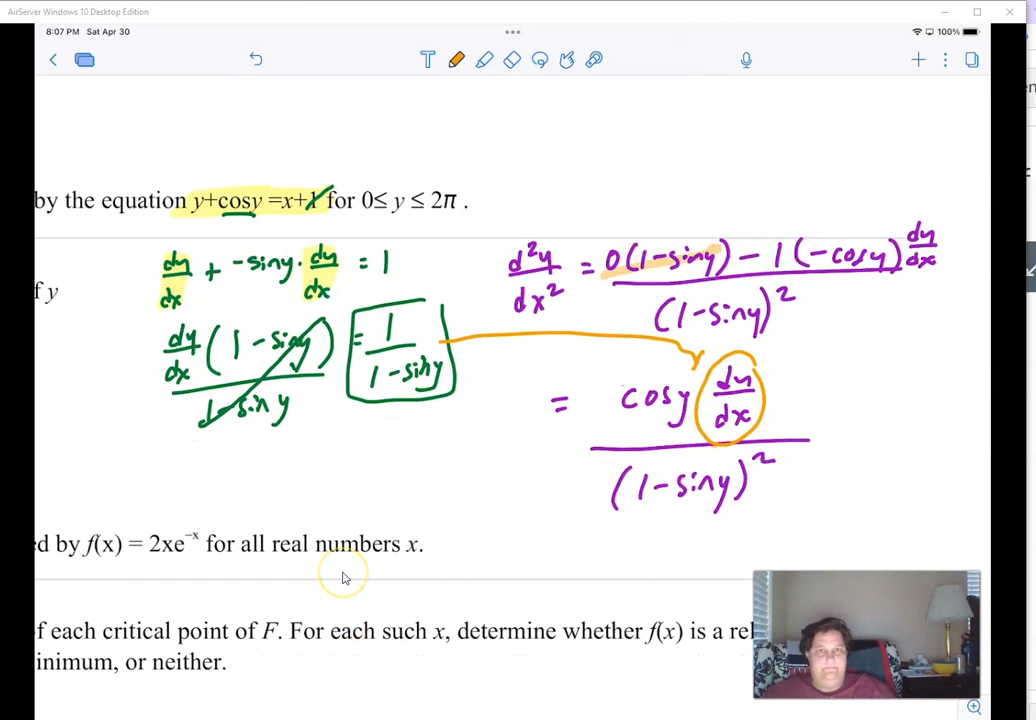 AirServer Windows 10 Desktop Edition
8:07 PM Sat Apr 30
100%
T
by the equation y+cosy =x+1 for 0≤ y ≤ 2π .
dy/dx + -siny· dy/dx = 1
f y
dy/dx (1-siny) / 1-siny = 1 / 1-siny
d²y/dx² = 0(1-siny) - 1(-cosy) dy/dx / (1-siny)²
= cosy dy/dx / (1-siny)²
ed by f(x) = 2xe⁻ˣ for all real numbers x.
f each critical point of F. For each such x, determine whether f(x) is a rel
inimum, or neither.